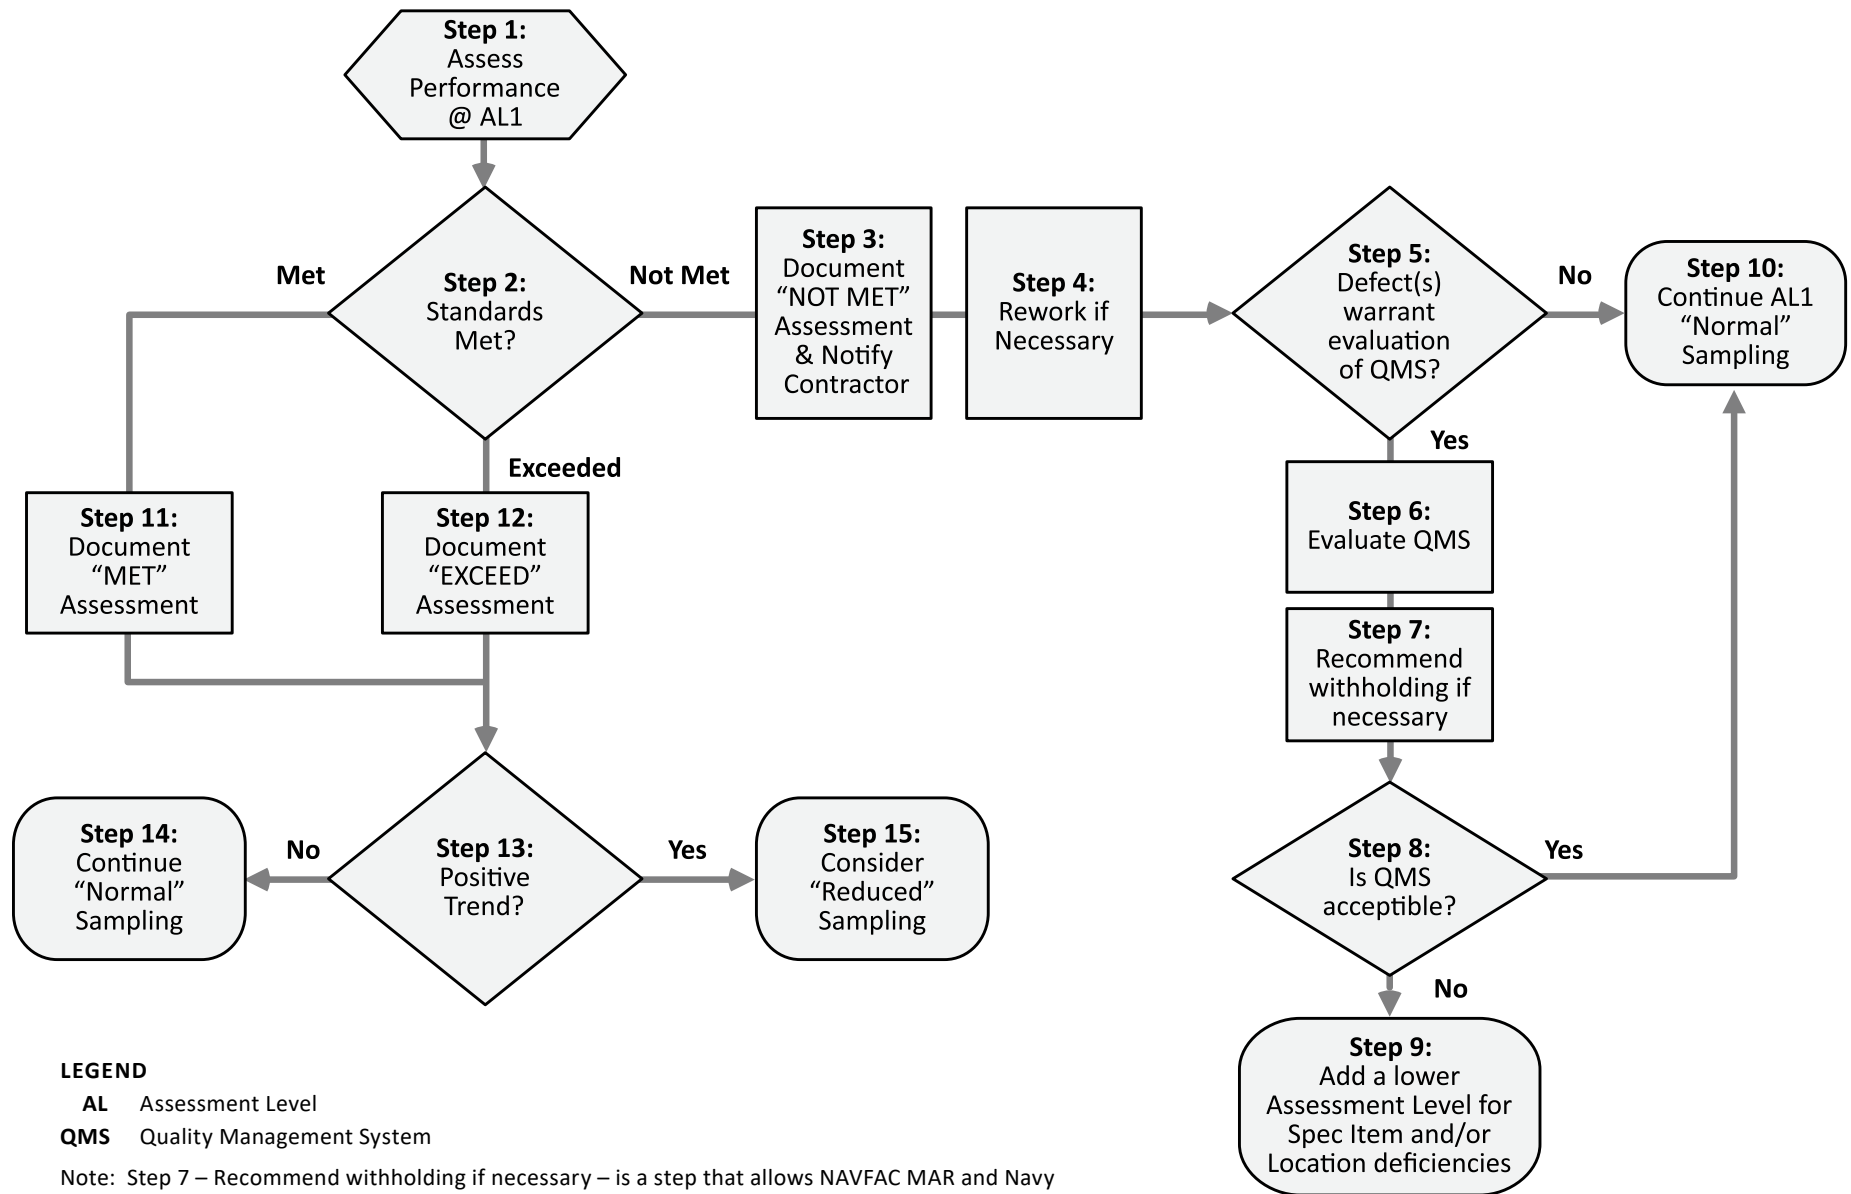 Step 1:
Assess
Performance
@ AL1
Met
Step 2:
Standards
Met?
Not Met
Exceeded
Step 3:
Document
“NOT MET”
Assessment
& Notify
Contractor
Step 4:
Rework if
Necessary
Step 5:
Defect(s)
warrant
evaluation
of QMS?
No
Yes
Step 10:
Continue AL1
“Normal”
Sampling
Step 6:
Evaluate QMS
Step 7:
Recommend
withholding if
necessary
Step 8:
Is QMS
acceptible?
Yes
No
Step 9:
Add a lower
Assessment Level for
Spec Item and/or
Location deficiencies
Step 11:
Document
“MET”
Assessment
Step 12:
Document
“EXCEED”
Assessment
Step 13:
Positive
Trend?
No
Yes
Step 14:
Continue
“Normal”
Sampling
Step 15:
Consider
“Reduced”
Sampling
LEGEND
AL Assessment Level
QMS Quality Management System
Note: Step 7 – Recommend withholding if necessary – is a step that allows NAVFAC MAR and Navy